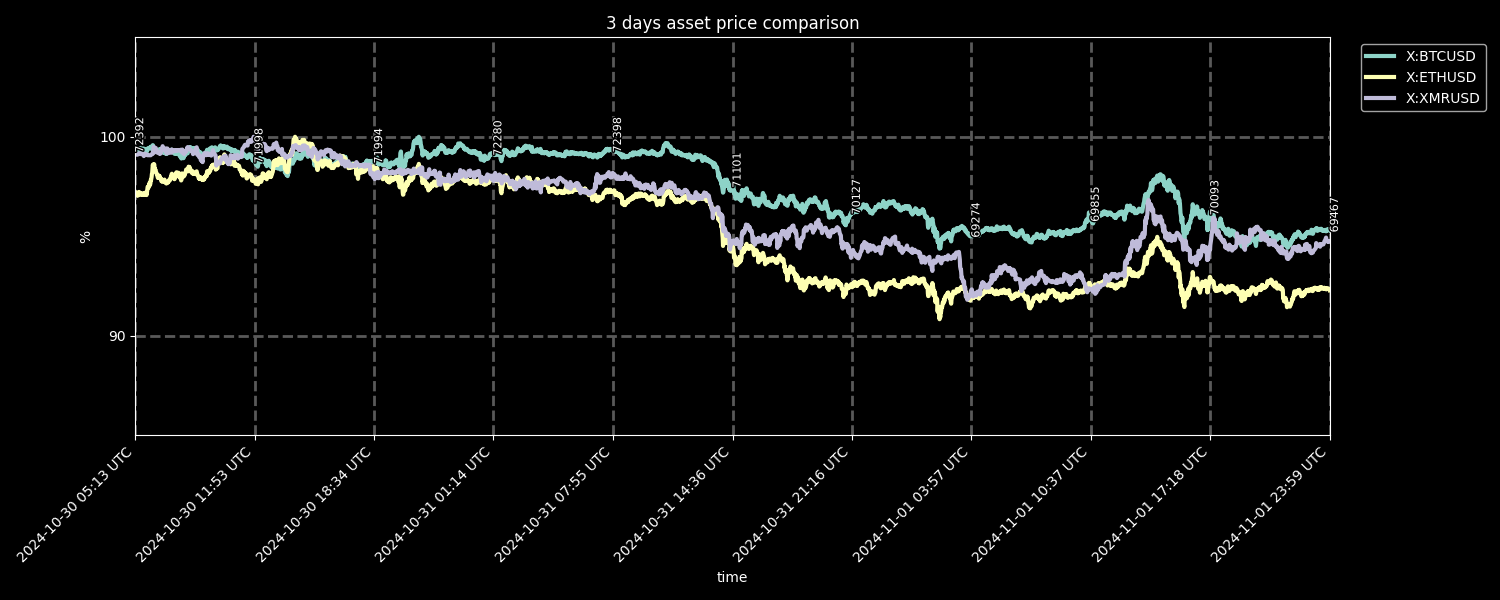 3 days asset price comparison
X:BTCUSD
X:ETHUSD
X:XMRUSD
100
90
%
72392
71998
71994
72280
72398
71101
70127
69274
69855
70093
69467
2024-10-30 05:13 UTC
2024-10-30 11:53 UTC
2024-10-30 18:34 UTC
2024-10-31 01:14 UTC
2024-10-31 07:55 UTC
2024-10-31 14:36 UTC
2024-10-31 21:16 UTC
2024-11-01 03:57 UTC
2024-11-01 10:37 UTC
2024-11-01 17:18 UTC
2024-11-01 23:59 UTC
time